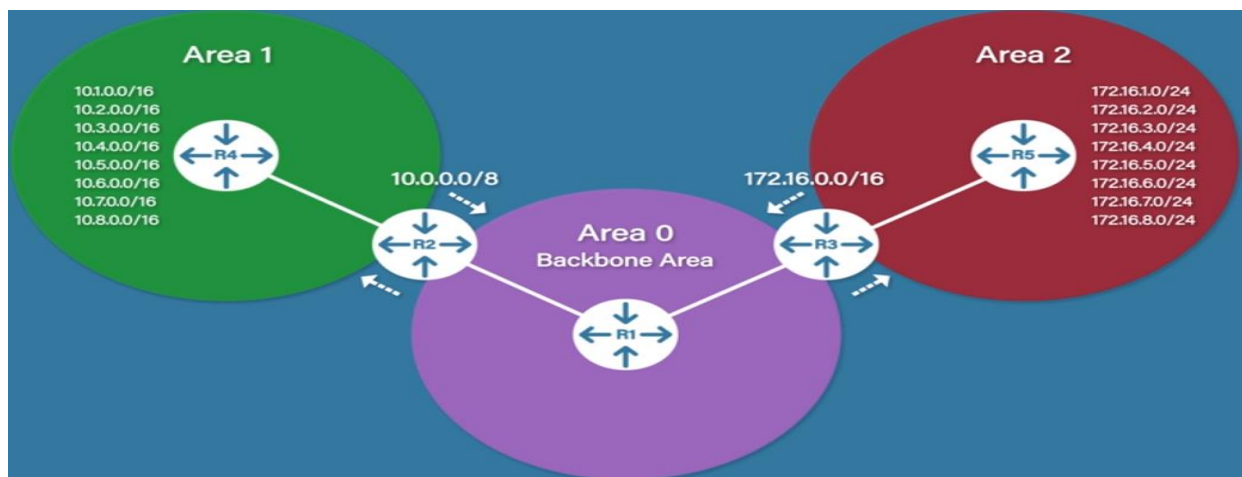 Area 1
10.1.0.0/16
10.2.0.0/16
10.3.0.0/16
10.4.0.0/16
10.5.0.0/16
10.6.0.0/16
10.7.0.0/16
10.8.0.0/16
R4
10.0.0.0/8
R2
Area 0
Backbone Area
R1
172.16.0.0/16
R3
Area 2
172.16.1.0/24
172.16.2.0/24
172.16.3.0/24
172.16.4.0/24
172.16.5.0/24
172.16.6.0/24
172.16.7.0/24
172.16.8.0/24
R5